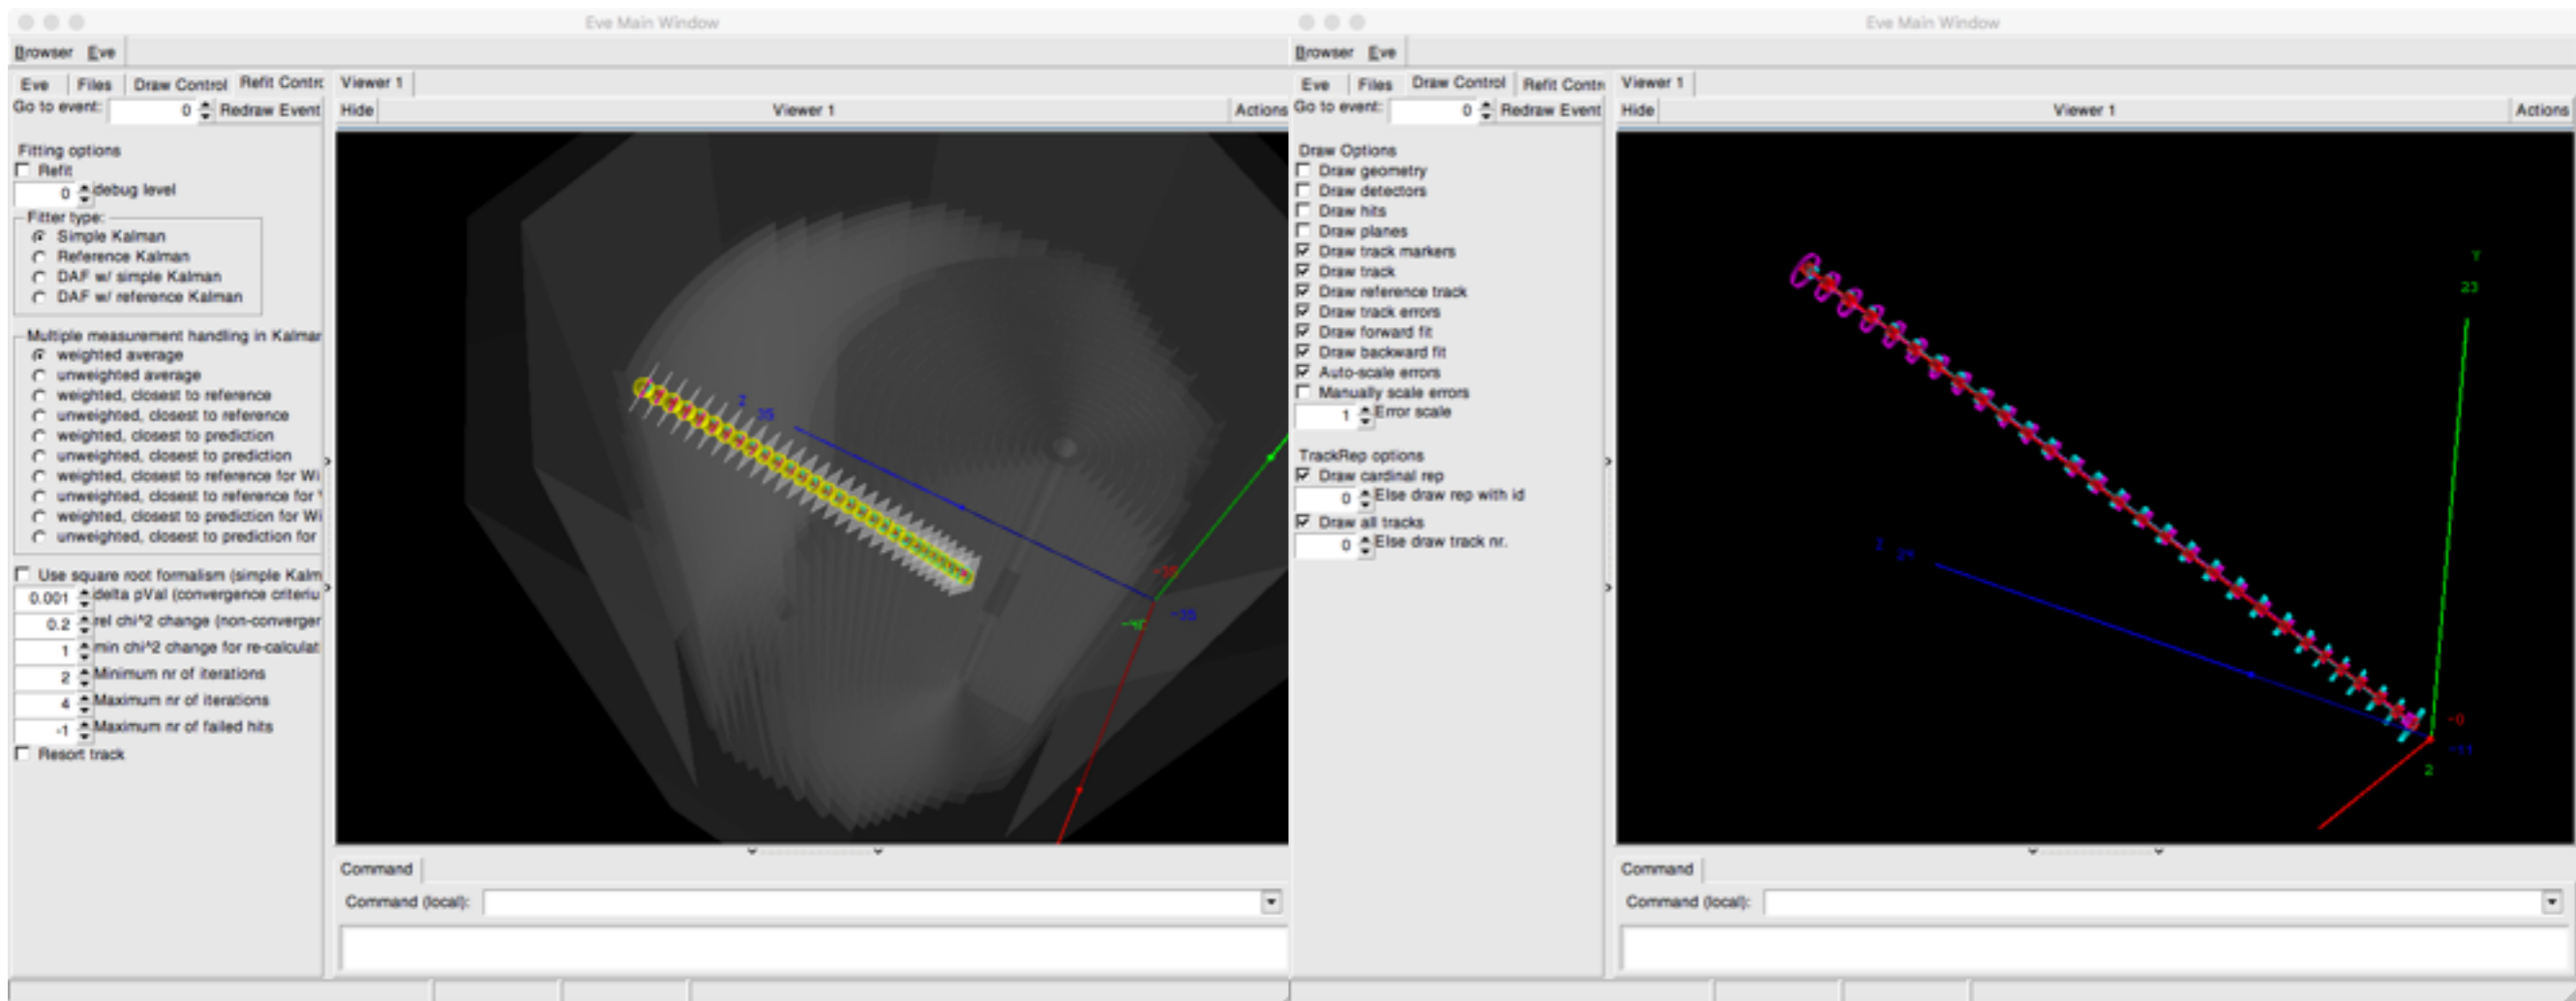 Eve Main Window
Browser Eve
Eve Files Draw Control Refit Contrc
Go to event: 0 Redraw Event
Fitting options
Refit
0 debug level
Fitter type:
Simple Kalman
Reference Kalman
DAF w/ simple Kalman
DAF w/ reference Kalman
Multiple measurement handling in Kalmar
weighted average
unweighted average
weighted, closest to reference
unweighted, closest to reference
weighted, closest to prediction
unweighted, closest to prediction
weighted, closest to reference for Wi
unweighted, closest to reference for
weighted, closest to prediction for Wi
unweighted, closest to prediction for
Use square root formalism (simple Kalm
0.001 delta pVal (convergence criteriu
0.2 rel chi^2 change (non-converger
1 min chi^2 change for re-calculat
2 Minimum nr of iterations
4 Maximum nr of iterations
-1 Maximum nr of failed hits
Resort track
Viewer 1
Hide Viewer 1 Actions
Z 35
-35
-35
Command
Command (local):
Eve Main Window
Browser Eve
Eve Files Draw Control Refit Contr
Go to event: 0 Redraw Event
Draw Options
Draw geometry
Draw detectors
Draw hits
Draw planes
Draw track markers
Draw track
Draw reference track
Draw track errors
Draw forward fit
Draw backward fit
Auto-scale errors
Manually scale errors
1 Error scale
TrackRep options
Draw cardinal rep
0 Else draw rep with id
Draw all tracks
0 Else draw track nr.
Viewer 1
Hide Viewer 1 Actions
Y
23
-0
-11
2
Command
Command (local):